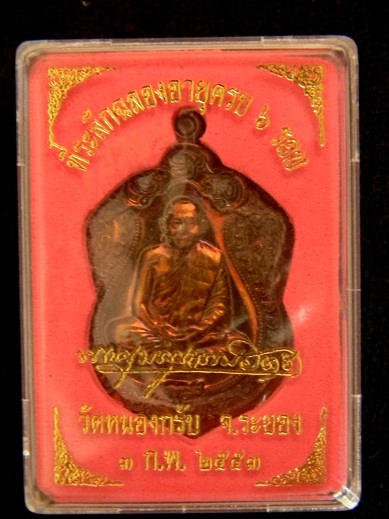 ที่ระลึกฉลองอายุครบ ๖ รอบ
วัดหนองกรับ จ.ระยอง
๓ ก.พ. ๒๕๕๓